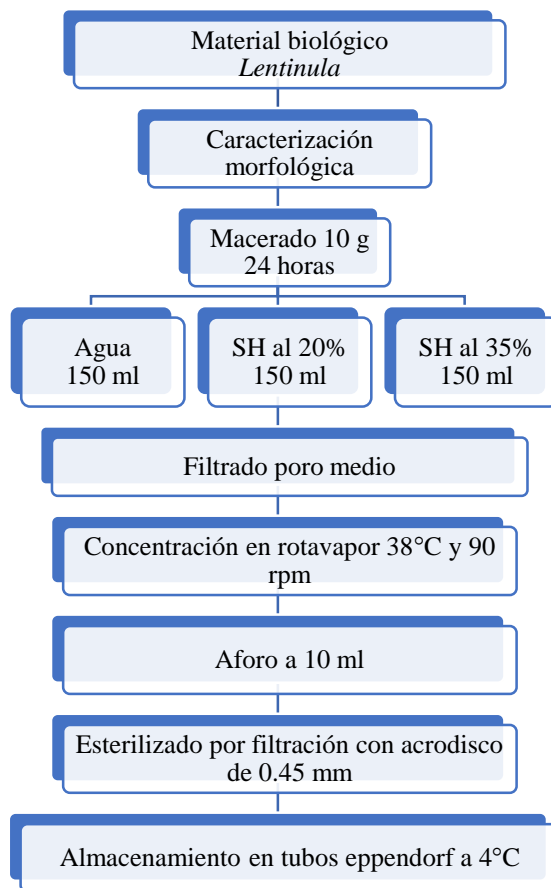 Material biológico
Lentinula
Caracterización
morfológica
Macerado 10 g
24 horas
Agua
150 ml
SH al 20%
150 ml
SH al 35%
150 ml
Filtrado poro medio
Concentración en rotavapor 38°C y 90
rpm
Aforo a 10 ml
Esterilizado por filtración con acrodisco
de 0.45 mm
Almacenamiento en tubos eppendorf a 4°C